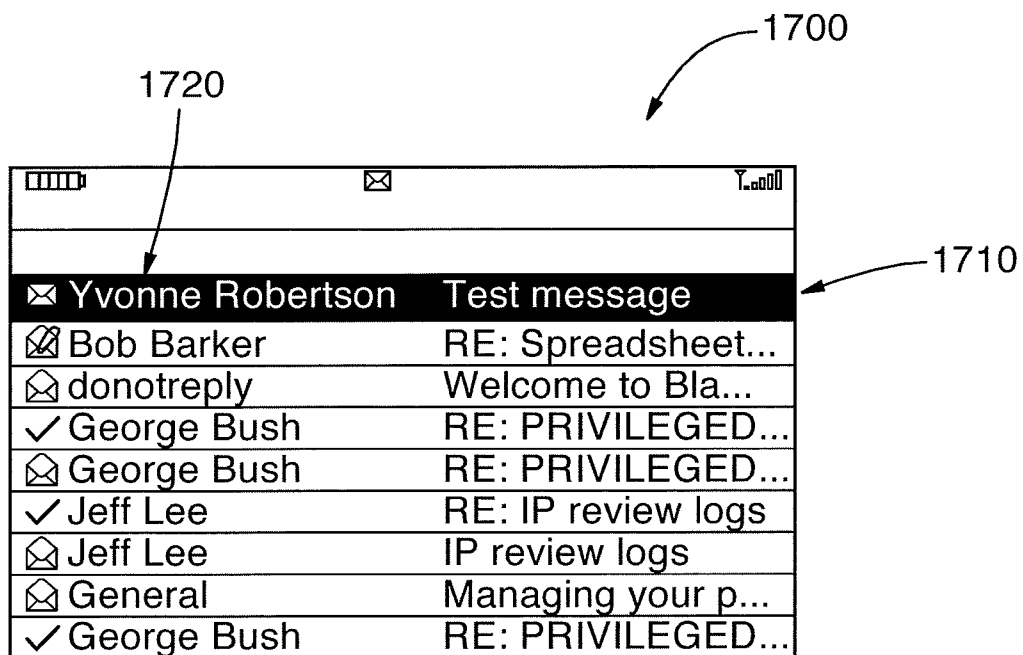 1700
1720
1710
Yvonne Robertson Test message
Bob Barker RE: Spreadsheet...
donotreply Welcome to Bla...
George Bush RE: PRIVILEGED...
George Bush RE: PRIVILEGED...
Jeff Lee RE: IP review logs
Jeff Lee IP review logs
General Managing your p...
George Bush RE: PRIVILEGED...